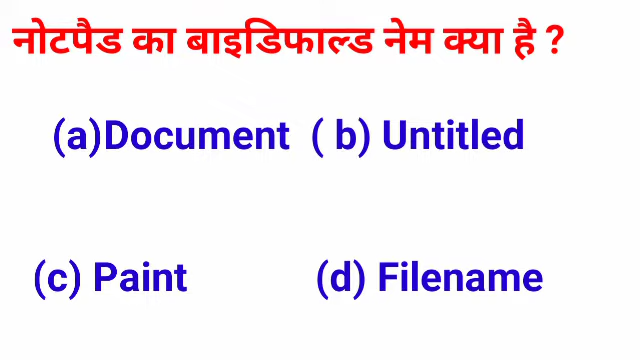 नोटपैड का बाइडिफाल्ड नेम क्या है ?
(a)Document ( b) Untitled
(c) Paint (d) Filename